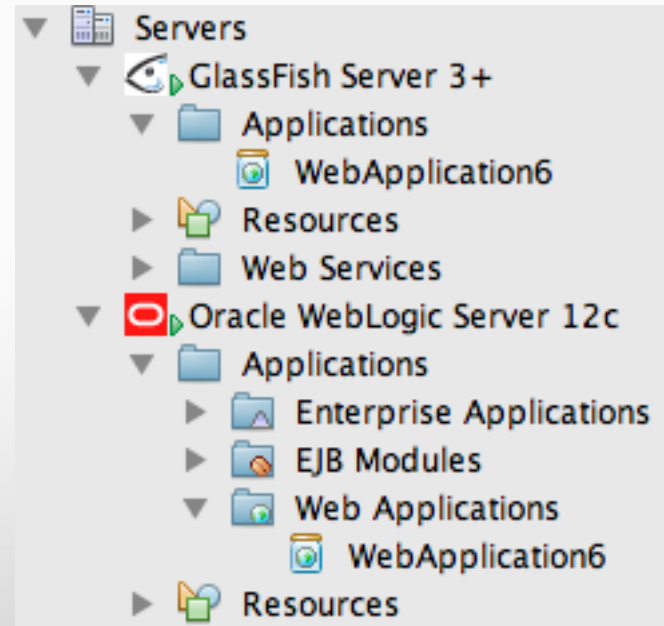 Servers
GlassFish Server 3+
Applications
WebApplication6
Resources
Web Services
Oracle WebLogic Server 12c
Applications
Enterprise Applications
EJB Modules
Web Applications
WebApplication6
Resources